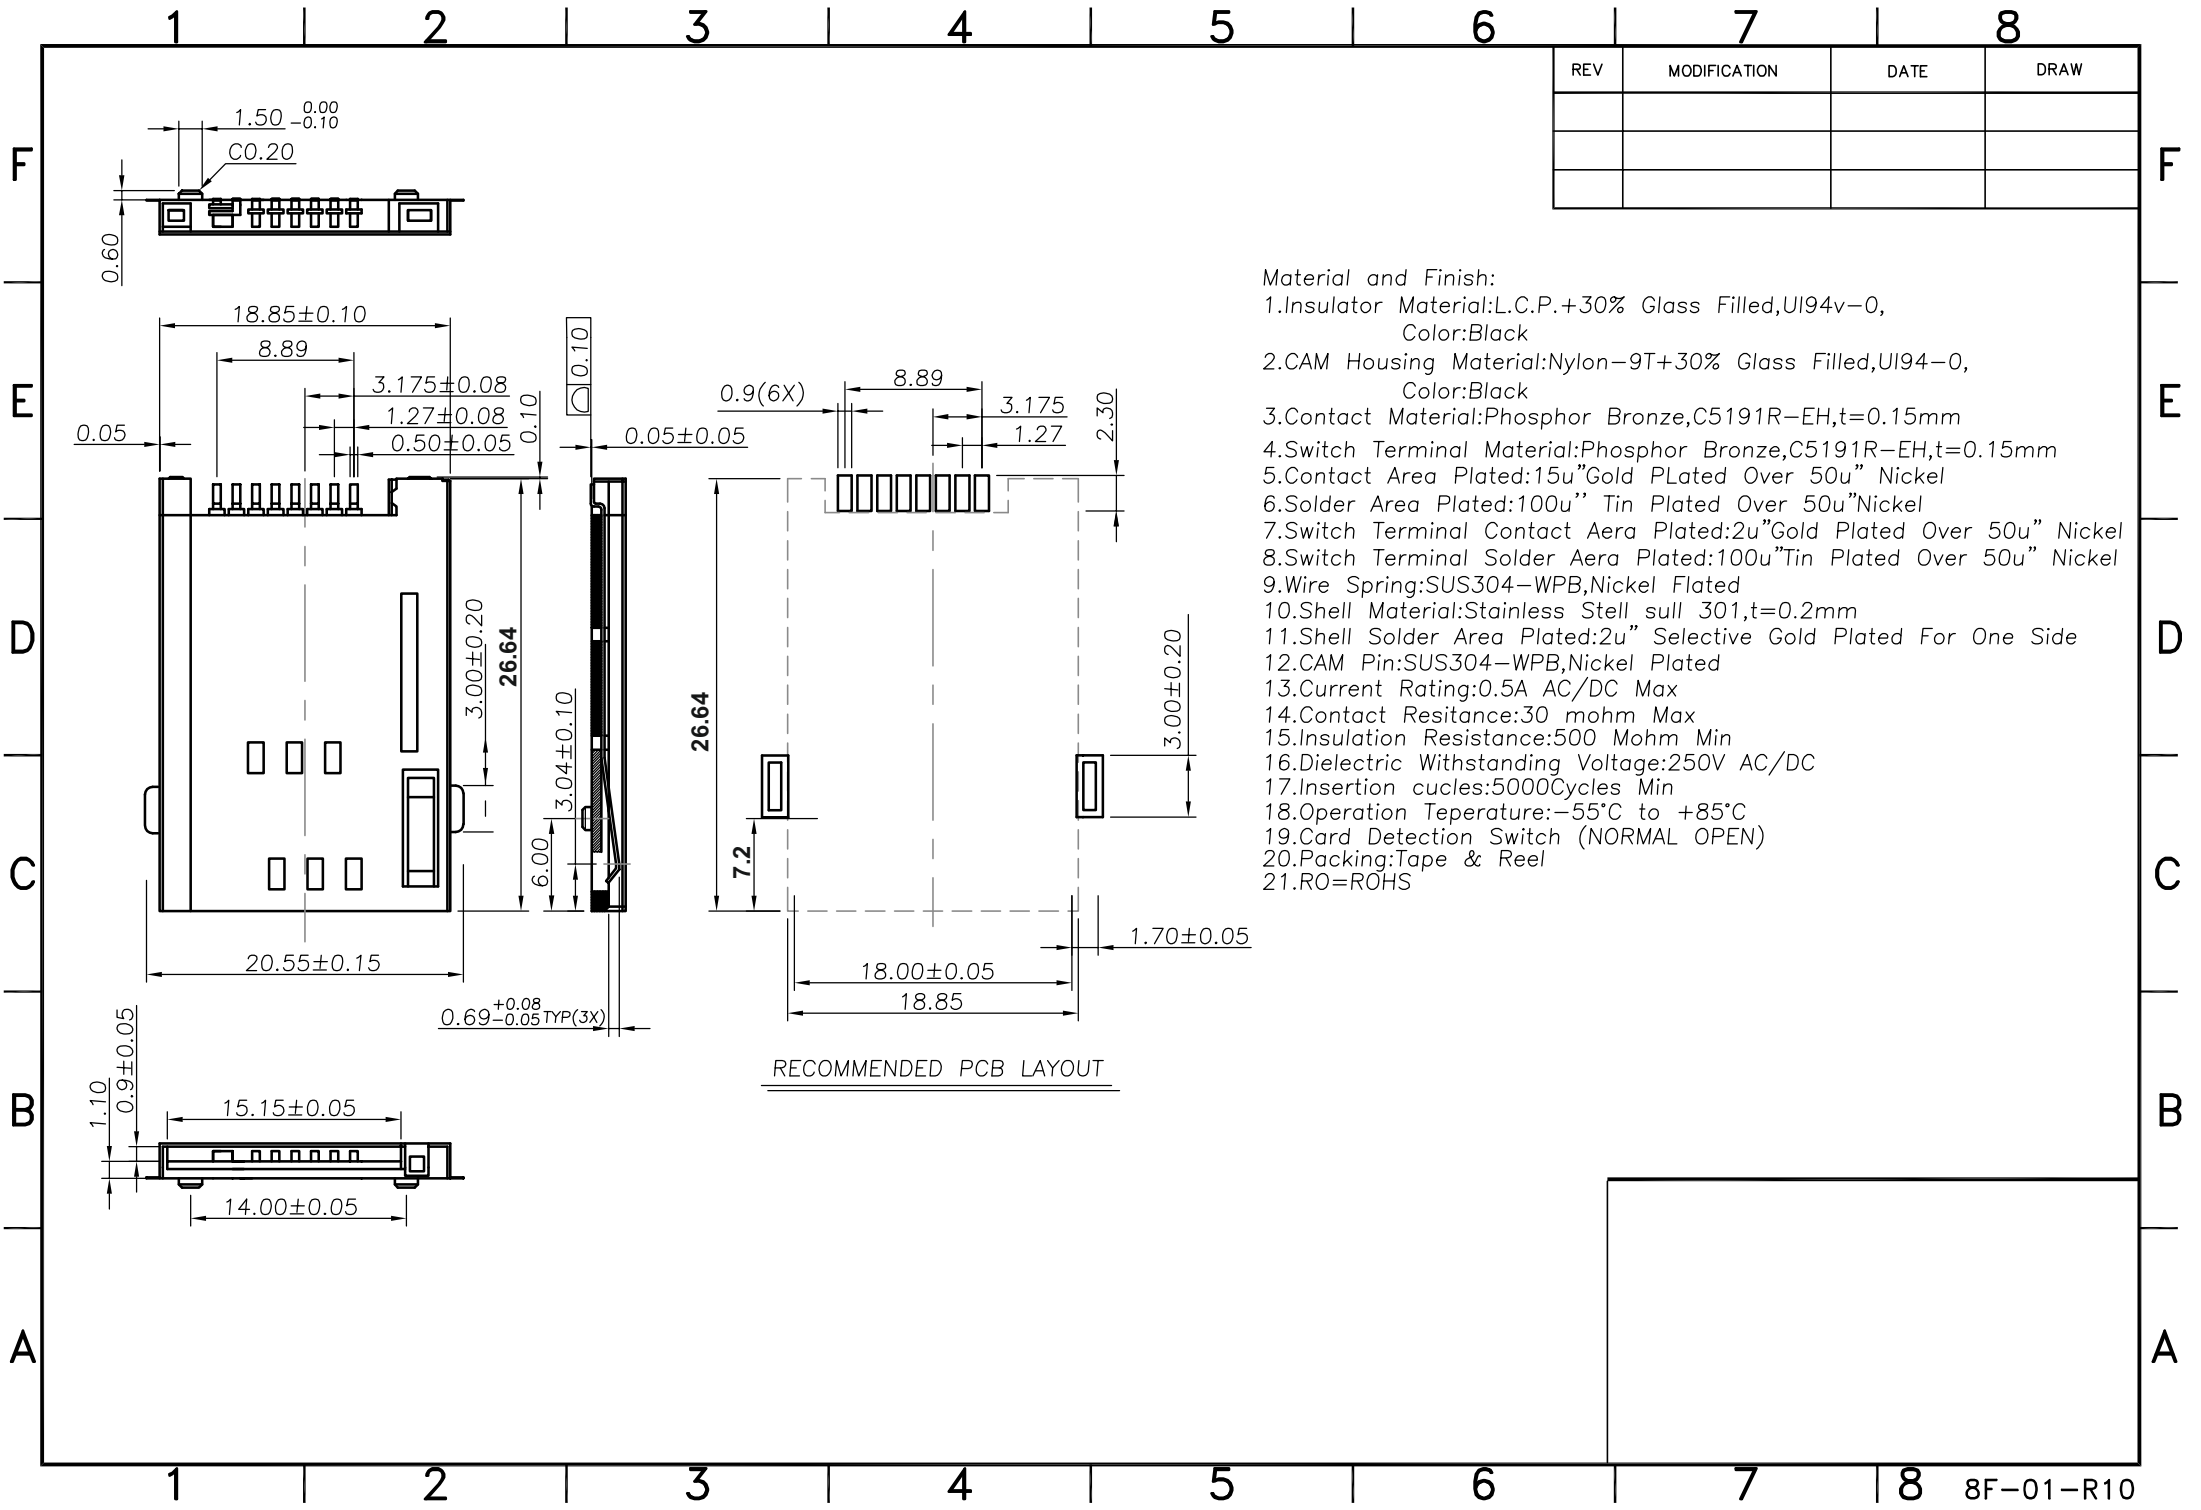 1 2 3 4 5 6 7 8
REV MODIFICATION DATE DRAW
F F
1.50 0.00
-0.10
C0.20
0.60
Material and Finish:
1.Insulator Material:L.C.P.+30% Glass Filled,Ul94v-0,
Color:Black
2.CAM Housing Material:Nylon-9T+30% Glass Filled,Ul94-0,
Color:Black
3.Contact Material:Phosphor Bronze,C5191R-EH,t=0.15mm
4.Switch Terminal Material:Phosphor Bronze,C5191R-EH,t=0.15mm
5.Contact Area Plated:15u"Gold PLated Over 50u" Nickel
6.Solder Area Plated:100u'' Tin Plated Over 50u"Nickel
7.Switch Terminal Contact Aera Plated:2u"Gold Plated Over 50u" Nickel
8.Switch Terminal Solder Aera Plated:100u"Tin Plated Over 50u" Nickel
9.Wire Spring:SUS304-WPB,Nickel Flated
10.Shell Material:Stainless Stell sull 301,t=0.2mm
11.Shell Solder Area Plated:2u" Selective Gold Plated For One Side
12.CAM Pin:SUS304-WPB,Nickel Plated
13.Current Rating:0.5A AC/DC Max
14.Contact Resitance:30 mohm Max
15.Insulation Resistance:500 Mohm Min
16.Dielectric Withstanding Voltage:250V AC/DC
17.Insertion cucles:5000Cycles Min
18.Operation Teperature:-55°C to +85°C
19.Card Detection Switch (NORMAL OPEN)
20.Packing:Tape & Reel
21.RO=ROHS
E E
18.85±0.10
8.89
3.175±0.08
1.27±0.08
0.50±0.05
0.05
0.10
0.10
0.05±0.05
3.00±0.20
26.64
3.04±0.10
6.00
20.55±0.15
0.69+0.08
-0.05TYP(3X)
D D
0.9(6X)
8.89
3.175
1.27
2.30
26.64
3.00±0.20
7.2
1.70±0.05
18.00±0.05
18.85
RECOMMENDED PCB LAYOUT
C C
B B
1.10
0.9±0.05
15.15±0.05
14.00±0.05
A A
1 2 3 4 5 6 7 8
8F-01-R10